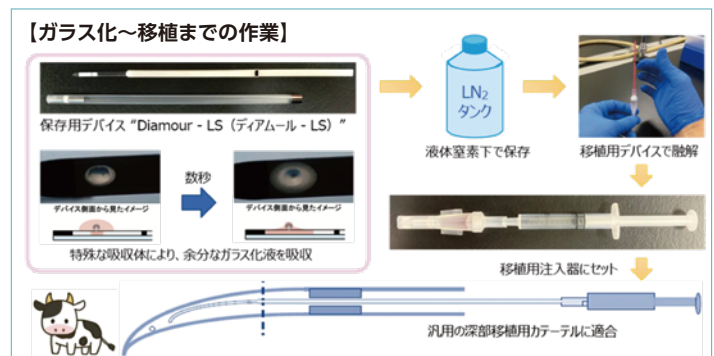 【ガラス化～移植までの作業】
保存用デバイス “Diamour - LS（ディアムール - LS）”
数秒
デバイス側面から見たイメージ
デバイス側面から見たイメージ
特殊な吸収体により、余分なガラス化液を吸収
LN₂
タンク
液体窒素下で保存
移植用デバイスで融解
移植用注入器にセット
汎用の深部移植用カテーテルに適合